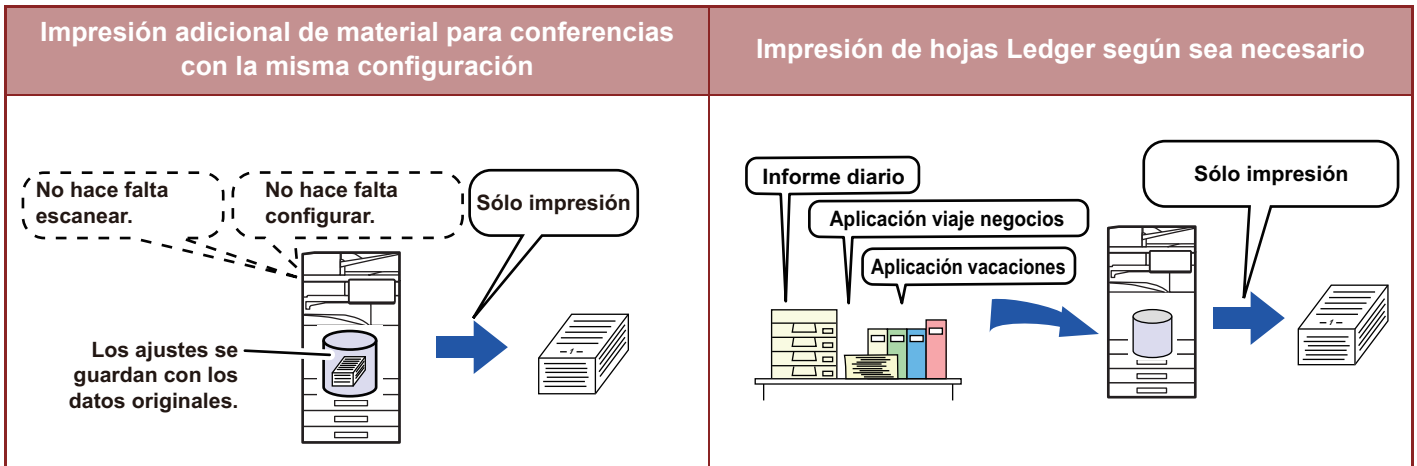 Impresión adicional de material para conferencias
con la misma configuración
Impresión de hojas Ledger según sea necesario
No hace falta
escanear.
No hace falta
configurar.
Sólo impresión
Los ajustes se
guardan con los
datos originales.
-1-
Informe diario
Aplicación viaje negocios
Aplicación vacaciones
Sólo impresión
-1-